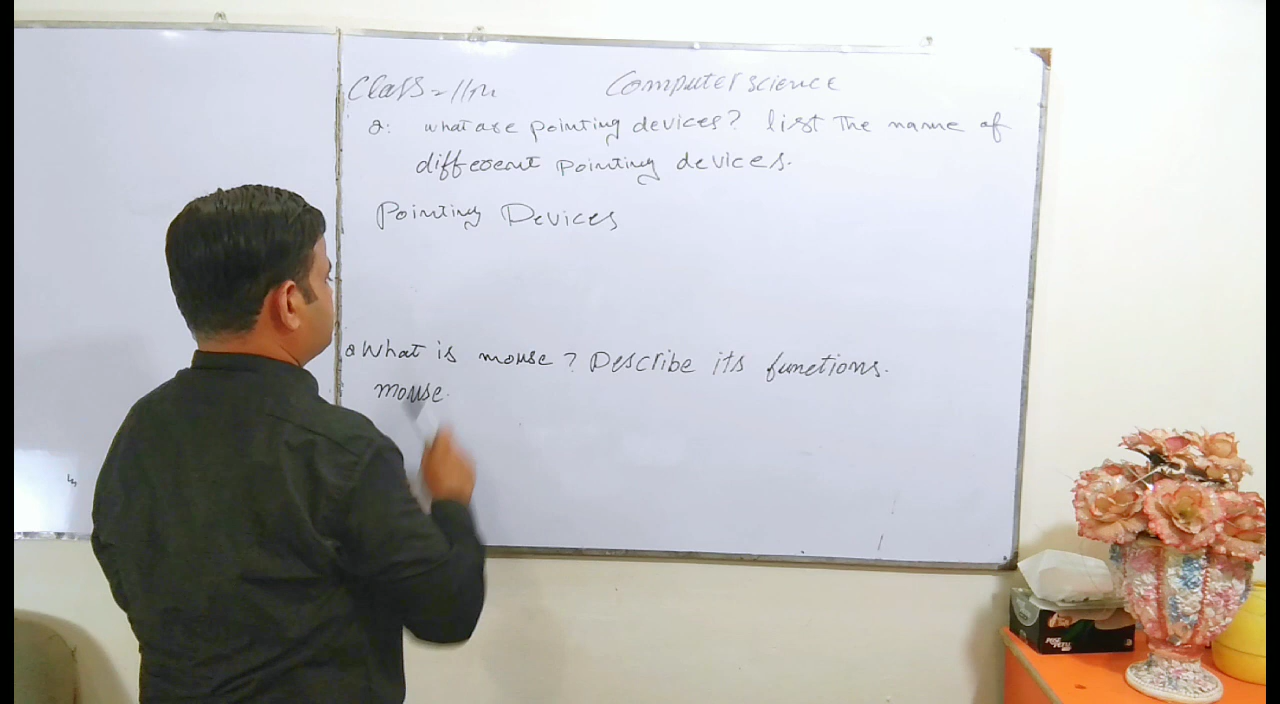 Class = 11th Computer science
Q: what are pointing devices? list the name of
different pointing devices.
Pointing Devices
Q What is mouse? Describe its functions.
mouse.